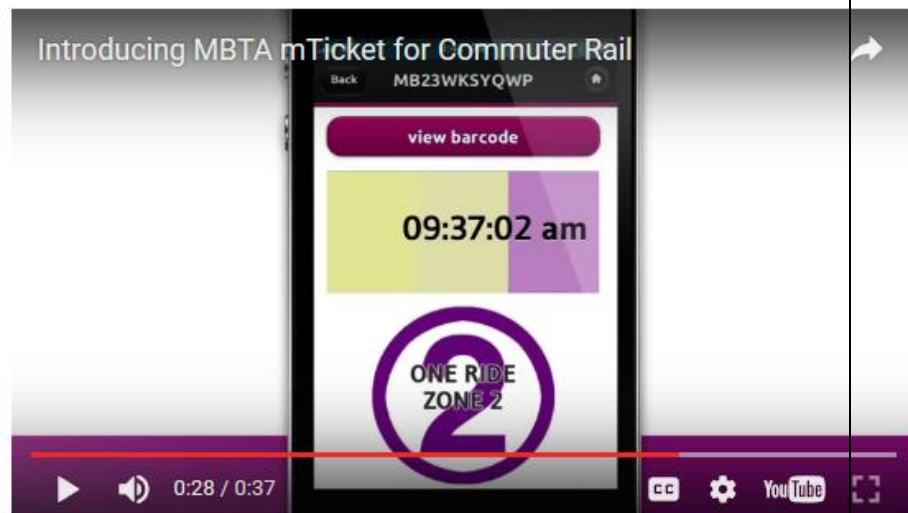 Introducing MBTA mTicket for Commuter Rail
Back MB23WKSYQWP
view barcode
09:37:02 am
2
ONE RIDE
ZONE 2
0:28 / 0:37 CC YouTube